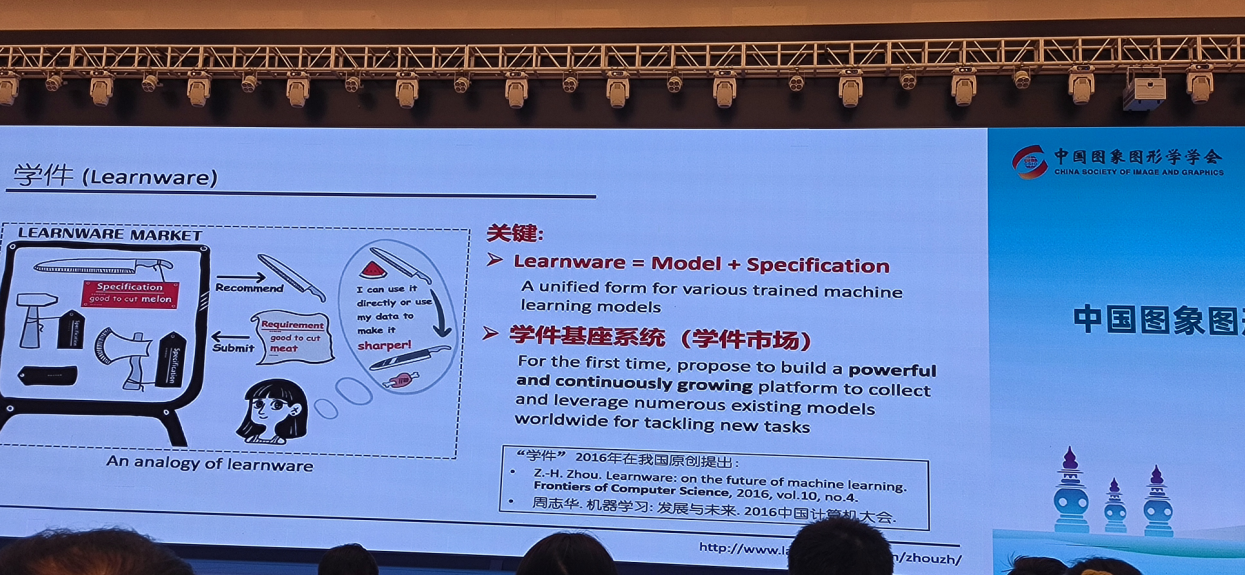 学件 (Learnware)
LEARNWARE MARKET
Specification
good to cut melon
Specification
Specification
Recommend
Submit
Requirement
good to cut
meat
I can use it
directly or use
my data to
make it
sharper!
An analogy of learnware
关键:
➤ Learnware = Model + Specification
A unified form for various trained machine
learning models
➤ 学件基座系统（学件市场）
For the first time, propose to build a powerful
and continuously growing platform to collect
and leverage numerous existing models
worldwide for tackling new tasks
“学件” 2016年在我国原创提出:
• Z.-H. Zhou. Learnware: on the future of machine learning.
Frontiers of Computer Science, 2016, vol.10, no.4.
• 周志华. 机器学习: 发展与未来. 2016中国计算机大会.
http://www.la
n/zhouzh/
中国图象图形学学会
CHINA SOCIETY OF IMAGE AND GRAPHICS
中国图象图